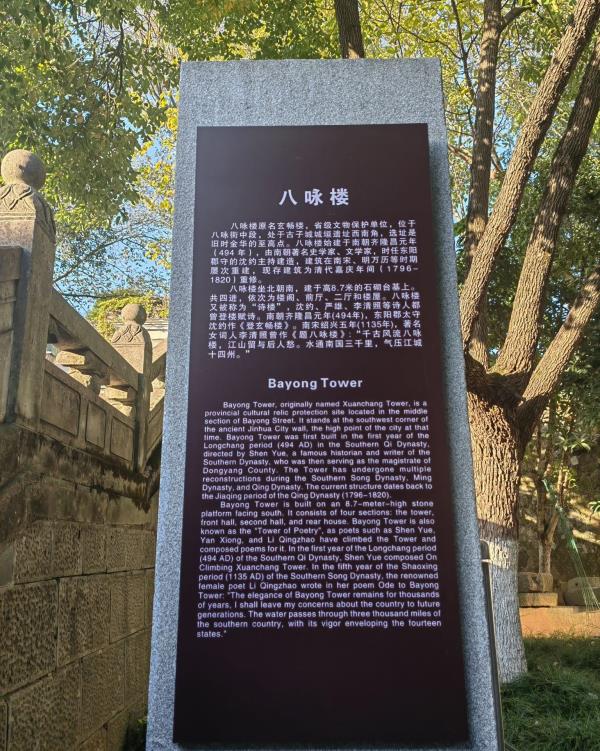 八咏楼
八咏楼原名玄畅楼，省级文物保护单位，位于
八咏街中段，处于古子城城垣遗址西南角，选址是
旧时金华的至高点。八咏楼始建于南朝齐隆昌元年
（494年），由南朝著名史学家、文学家，时任东阳
郡守的沈约主持建造，建筑在南宋、明万历等时期
屡次重建，现存建筑为清代嘉庆年间（1796-
1820）重修。
八咏楼坐北朝南，建于高8.7米的石砌台基上。
共四进，依次为楼阁、前厅、二厅和楼屋。八咏楼
又被称为“诗楼”，沈约、严雄、李清照等诗人都
曾登楼赋诗。南朝齐隆昌元年(494年)，东阳郡太守
沈约作《登玄畅楼》。南宋绍兴五年(1135年)，著名
女词人李清照曾作《题八咏楼》：“千古风流八咏
楼，江山留与后人愁。水通南国三千里，气压江城
十四州。”
Bayong Tower
Bayong Tower, originally named Xuanchang Tower, is a
provincial cultural relic protection site located in the middle
section of Bayong Street. It stands at the southwest corner of
the ancient Jinhua City wall, the high point of the city at that
time. Bayong Tower was first built in the first year of the
Longchang period (494 AD) in the Southern Qi Dynasty,
directed by Shen Yue, a famous historian and writer of the
Southern Dynasty, who was then serving as the magistrate of
Dongyang County. The Tower has undergone multiple
reconstructions during the Southern Song Dynasty, Ming
Dynasty, and Qing Dynasty. The current structure dates back to
the Jiaqing period of the Qing Dynasty (1796-1820).
Bayong Tower is built on an 8.7-meter-high stone
platform facing south. It consists of four sections: the tower,
front hall, second hall, and rear house. Bayong Tower is also
known as the "Tower of Poetry", as poets such as Shen Yue,
Yan Xiong, and Li Qingzhao have climbed the Tower and
composed poems for it. In the first year of the Longchang period
(494 AD) of the Southern Qi Dynasty, Shen Yue composed On
Climbing Xuanchang Tower. In the fifth year of the Shaoxing
period (1135 AD) of the Southern Song Dynasty, the renowned
female poet Li Qingzhao wrote in her poem Ode to Bayong
Tower: "The elegance of Bayong Tower remains for thousands
of years, I shall leave my concerns about the country to future
generations. The water passes through three thousand miles of
the southern country, with its vigor enveloping the fourteen
states."